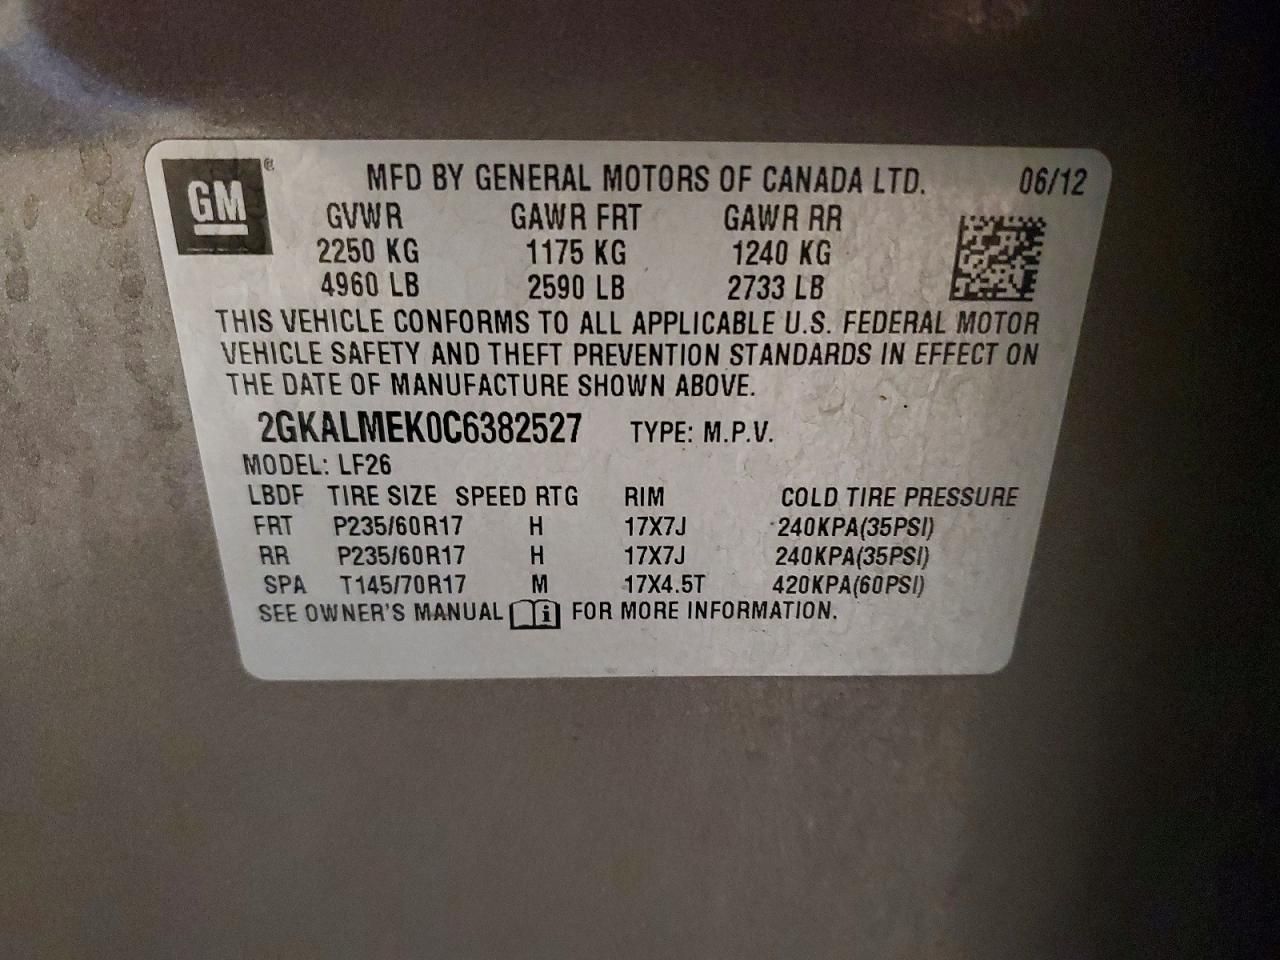 GM®
MFD BY GENERAL MOTORS OF CANADA LTD. 06/12
GVWR GAWR FRT GAWR RR
2250 KG 1175 KG 1240 KG
4960 LB 2590 LB 2733 LB
THIS VEHICLE CONFORMS TO ALL APPLICABLE U.S. FEDERAL MOTOR
VEHICLE SAFETY AND THEFT PREVENTION STANDARDS IN EFFECT ON
THE DATE OF MANUFACTURE SHOWN ABOVE.
2GKALMEK0C6382527 TYPE: M.P.V.
MODEL: LF26
LBDF TIRE SIZE SPEED RTG RIM COLD TIRE PRESSURE
FRT P235/60R17 H 17X7J 240KPA(35PSI)
RR P235/60R17 H 17X7J 240KPA(35PSI)
SPA T145/70R17 M 17X4.5T 420KPA(60PSI)
SEE OWNER'S MANUAL i FOR MORE INFORMATION.